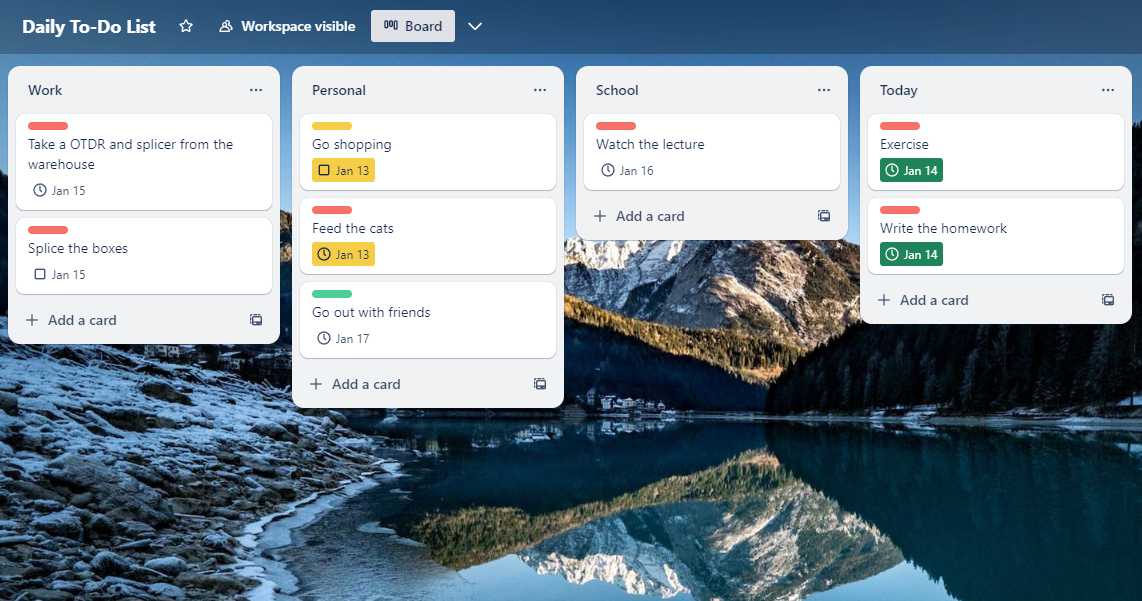 Daily To-Do List
Workspace visible
Board
Work
Take a OTDR and splicer from the
warehouse
Jan 15
Splice the boxes
Jan 15
Add a card
Personal
Go shopping
Jan 13
Feed the cats
Jan 13
Go out with friends
Jan 17
Add a card
School
Watch the lecture
Jan 16
Add a card
Today
Exercise
Jan 14
Write the homework
Jan 14
Add a card